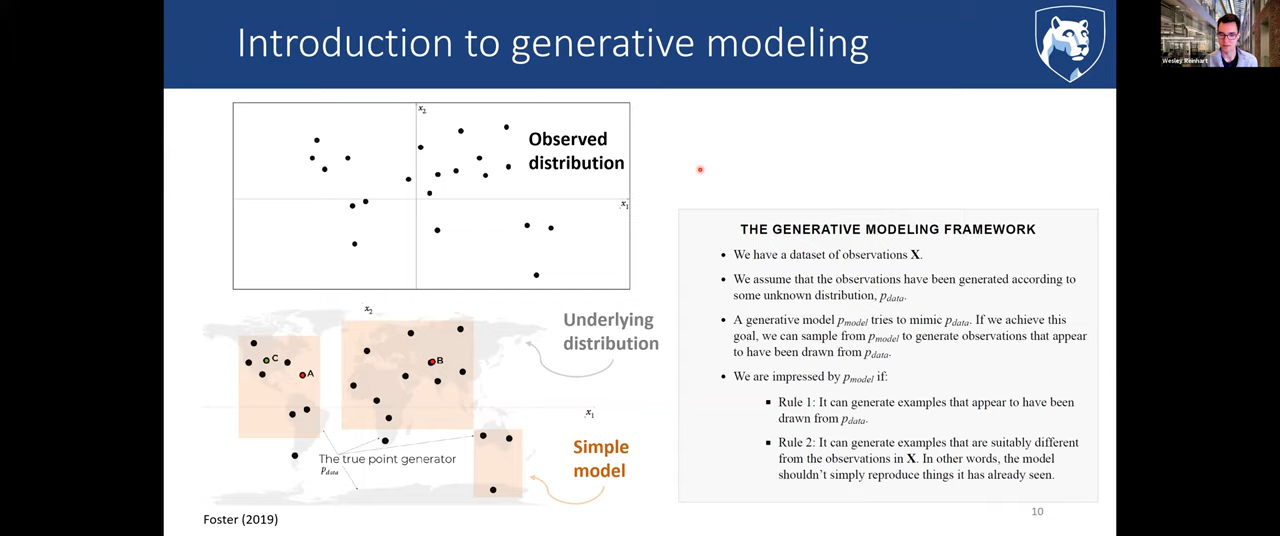 Introduction to generative modeling
Wesley Reinhart
x2
Observed
distribution
x1
x2
Underlying
distribution
C
B
A
x1
The true point generator
Pdata
Simple
model
Foster (2019)
THE GENERATIVE MODELING FRAMEWORK
• We have a dataset of observations X.
• We assume that the observations have been generated according to
some unknown distribution, pdata.
• A generative model pmodel tries to mimic pdata. If we achieve this
goal, we can sample from pmodel to generate observations that appear
to have been drawn from pdata.
• We are impressed by pmodel if:
▪ Rule 1: It can generate examples that appear to have been
drawn from pdata.
▪ Rule 2: It can generate examples that are suitably different
from the observations in X. In other words, the model
shouldn't simply reproduce things it has already seen.
10